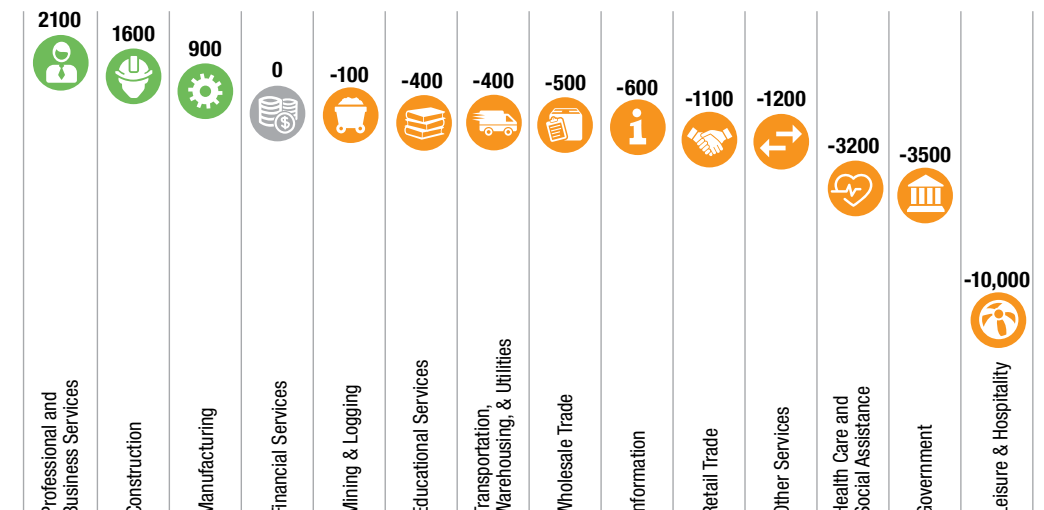 2100
1600
900
0
-100
-400
-400
-500
-600
-1100
-1200
-3200
-3500
-10,000
Professional and
Business Services
Construction
Manufacturing
Financial Services
Mining & Logging
Educational Services
Transportation,
Warehousing, & Utilities
Wholesale Trade
Information
Retail Trade
Other Services
Health Care and
Social Assistance
Government
Leisure & Hospitality